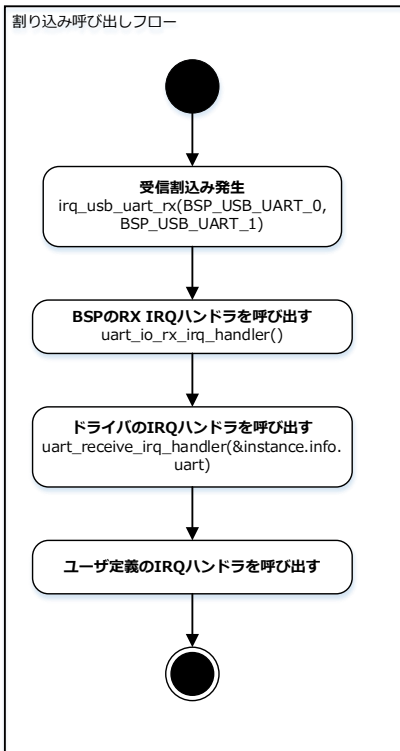 割り込み呼び出しフロー
受信割込み発生
irq_usb_uart_rx(BSP_USB_UART_0,
BSP_USB_UART_1)
BSPのRX IRQハンドラを呼び出す
uart_io_rx_irq_handler()
ドライバのIRQハンドラを呼び出す
uart_receive_irq_handler(&instance.info.
uart)
ユーザ定義のIRQハンドラを呼び出す